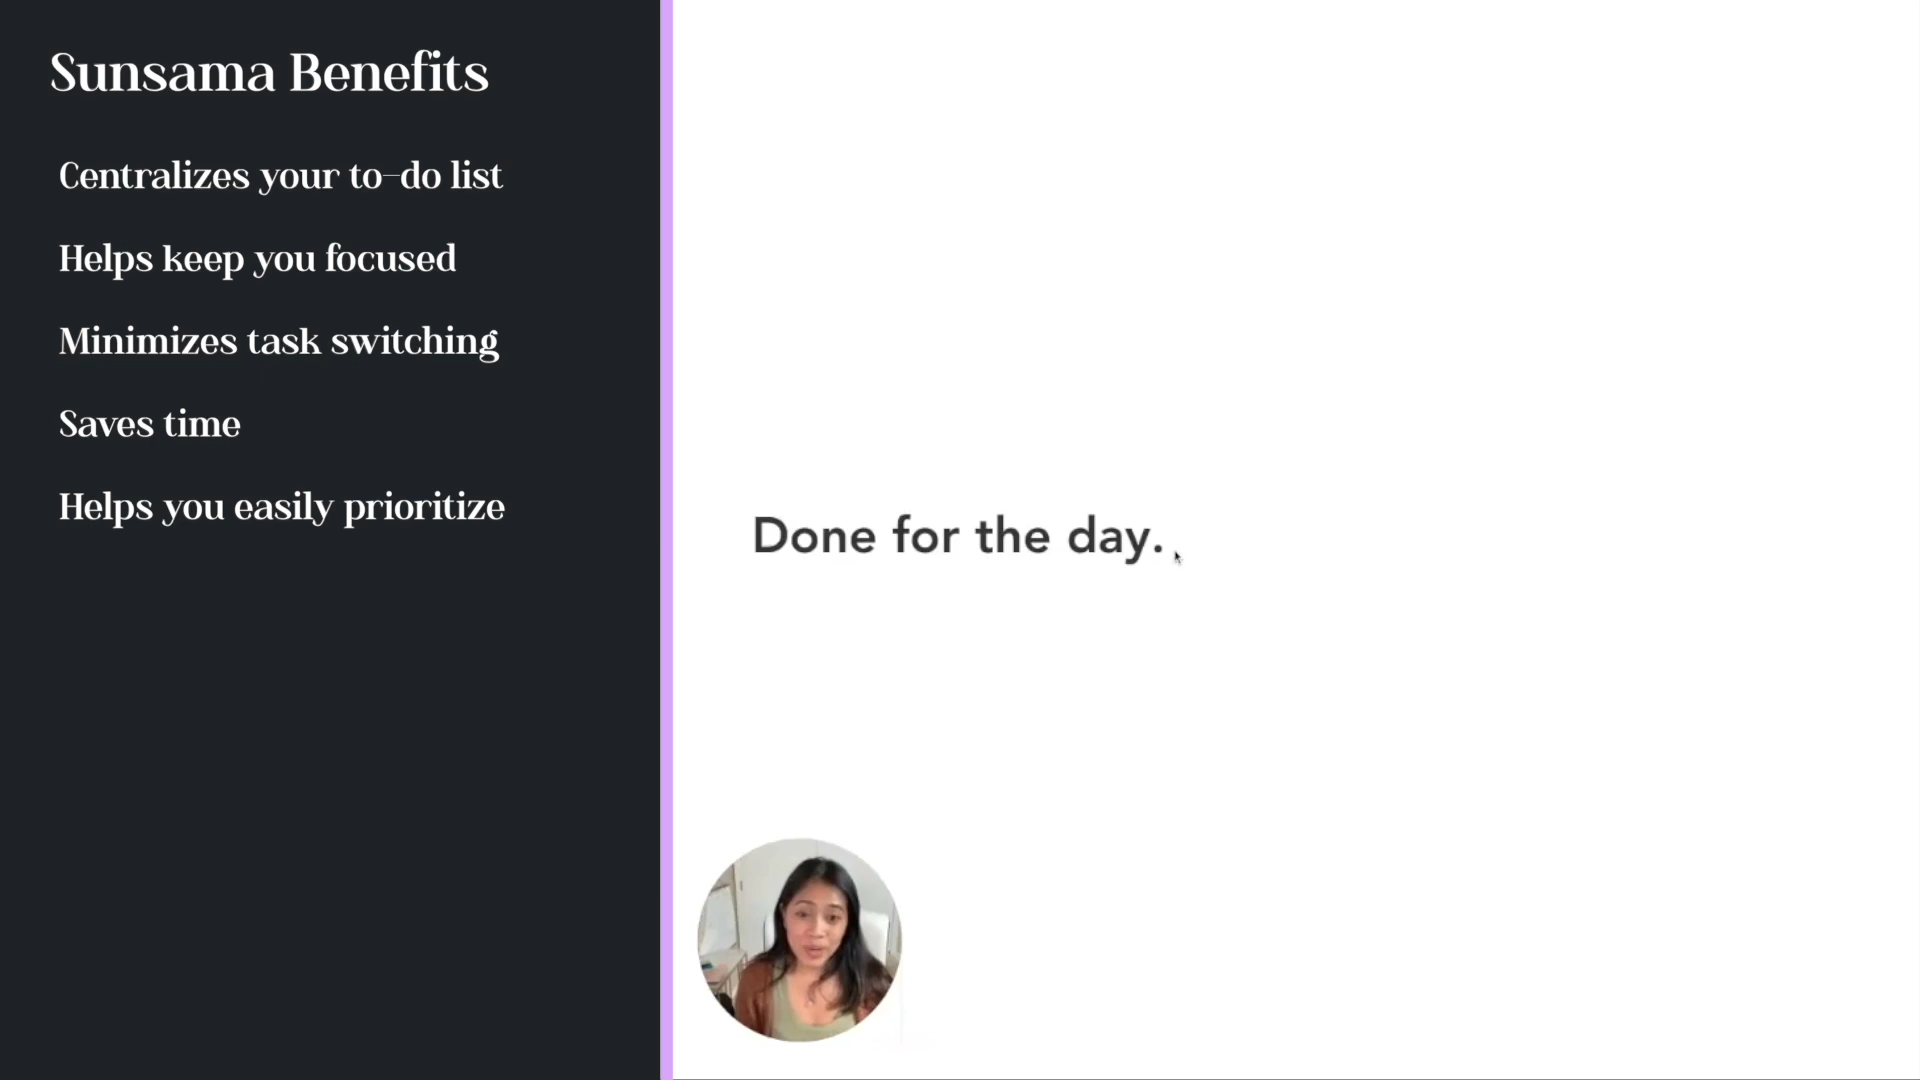 Sunsama Benefits
Centralizes your to-do list
Helps keep you focused
Minimizes task switching
Saves time
Helps you easily prioritize
Done for the day.